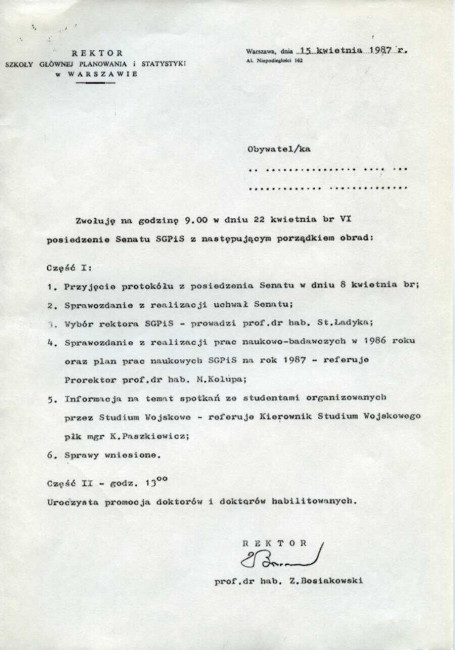 REKTOR
SZKOŁY GŁÓWNEJ PLANOWANIA i STATYSTYKI
w WARSZAWIE
Warszawa, dnia 15 kwietnia 1987 r.
Al. Niepodległości 162
Obywatel/ka
.. ................ .... ...
............. ..............
Zwołuję na godzinę 9.00 w dniu 22 kwietnia br VI
posiedzenie Senatu SGPiS z następującym porządkiem obrad:
Część I:
1. Przyjęcie protokółu z posiedzenia Senatu w dniu 8 kwietnia br;
2. Sprawozdanie z realizacji uchwał Senatu;
3. Wybór rektora SGPiS - prowadzi prof.dr hab. St.Ładyka;
4. Sprawozdanie z realizacji prac naukowo-badawczych w 1986 roku
oraz plan prac naukowych SGPiS na rok 1987 - referuje
Prorektor prof.dr hab. M.Kolupa;
5. Informacja na temat spotkań ze studentami organizowanych
przez Studium Wojskowe - referuje Kierownik Studium Wojskowego
płk mgr K.Paszkiewicz;
6. Sprawy wniesione.
Część II - godz. 13⁰⁰
Uroczysta promocja doktorów i doktorów habilitowanych.
REKTOR
prof.dr hab. Z.Bosiakowski